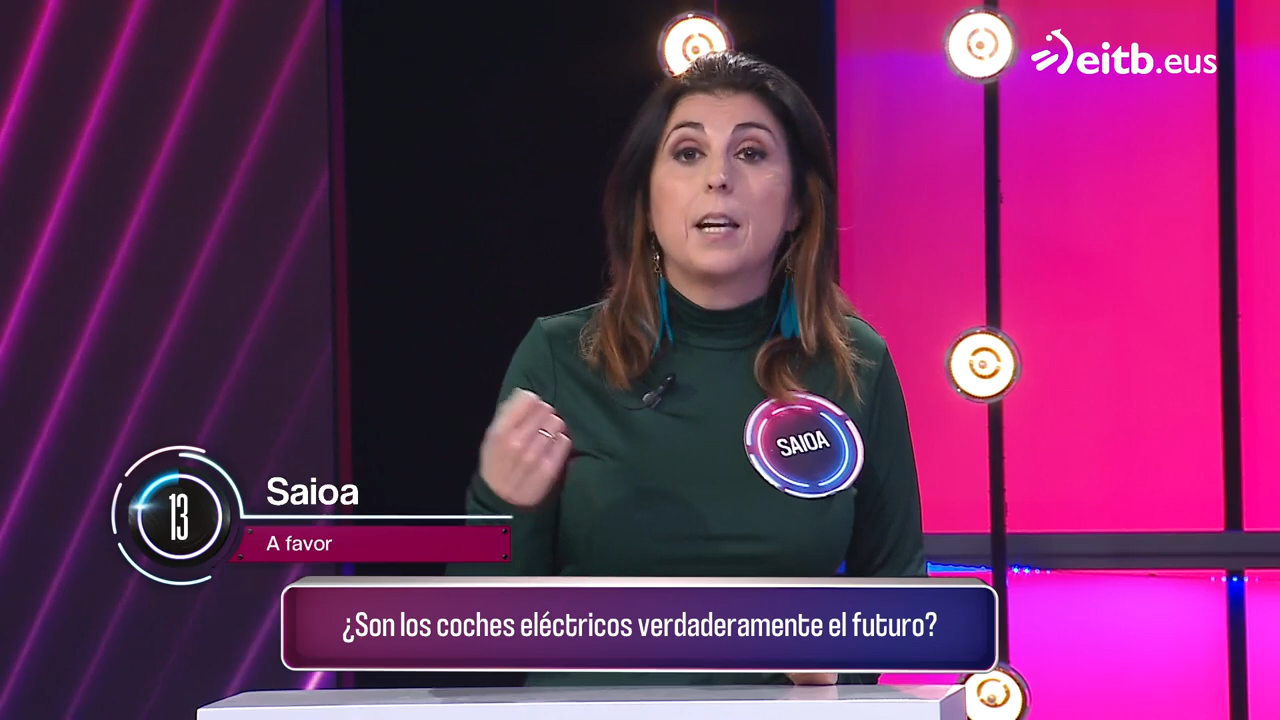 eitb.eus
SAIOA
13
Saioa
A favor
¿Son los coches eléctricos verdaderamente el futuro?